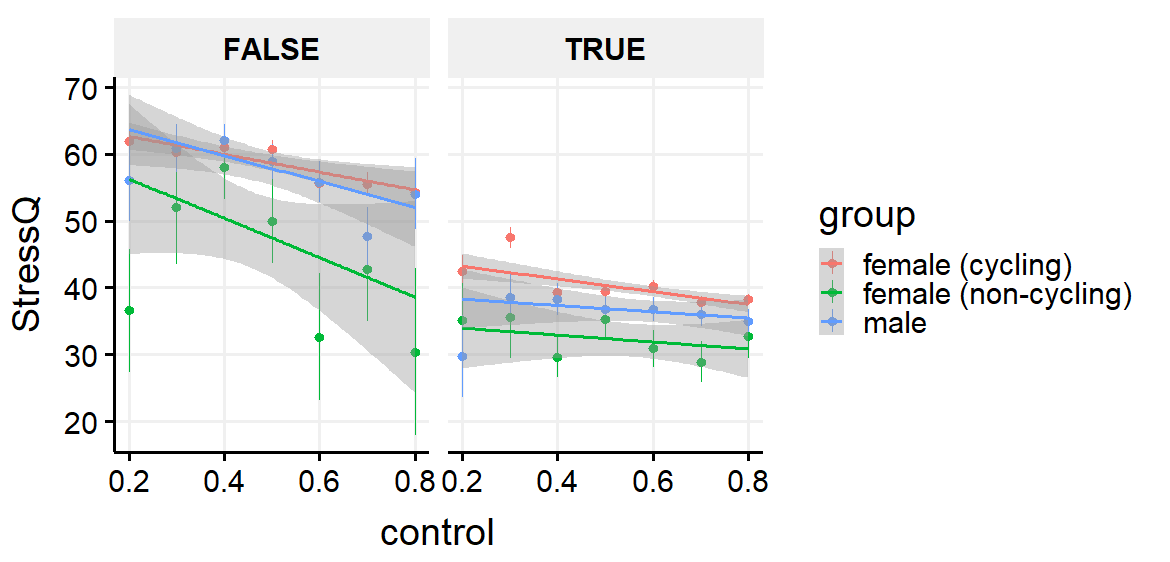 FALSE
TRUE
70
60
50
40
30
20
StressQ
0.2
0.4
0.6
0.8
0.2
0.4
0.6
0.8
control
group
female (cycling)
female (non-cycling)
male